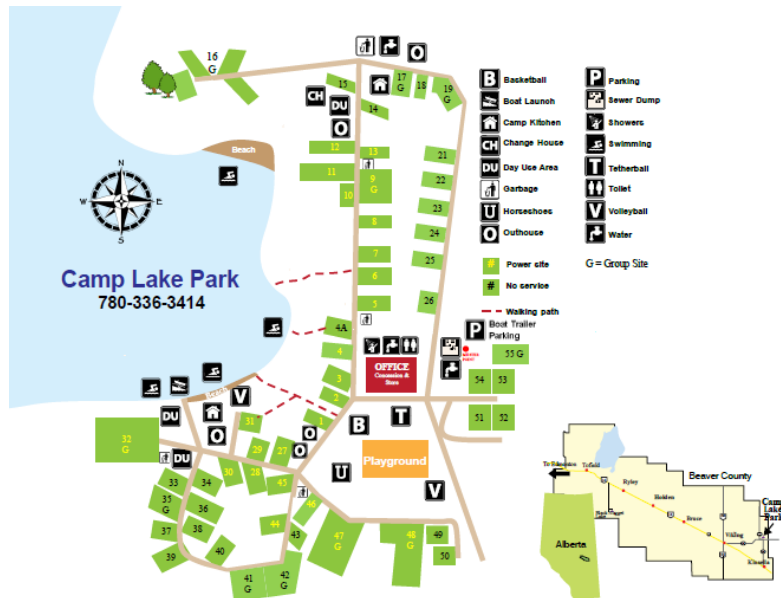 16
G
15
CH
DU
O
14
17
G
18
19
G
O
12
13
11
9
G
10
8
7
6
5
4A
4
3
2
1
21
22
23
24
25
26
Beach
N
W
E
S
Camp Lake Park
780-336-3414
B Basketball
Boat Launch
Camp Kitchen
CH Change House
DU Day Use Area
Garbage
U Horseshoes
O Outhouse
# Power site
# No service
Walking path
P Parking
Sewer Dump
Showers
Swimming
T Tetherball
Toilet
V Volleyball
Water
G = Group Site
P Boat Trailer
Parking
OFFICE
Concession &
Store
55 G
54
53
51
52
Beach
V
DU
O
31
O
O
B
T
32
G
DU
29
27
30
28
45
Playground
U
V
33
34
35
G
36
37
38
39
40
44
46
43
47
G
48
G
49
50
41
G
42
G
Beaver County
To Edmonton
Tofield
Ryley
Holden
Bruce
Viking
Kinsella
Camp
Lake
Park
Alberta